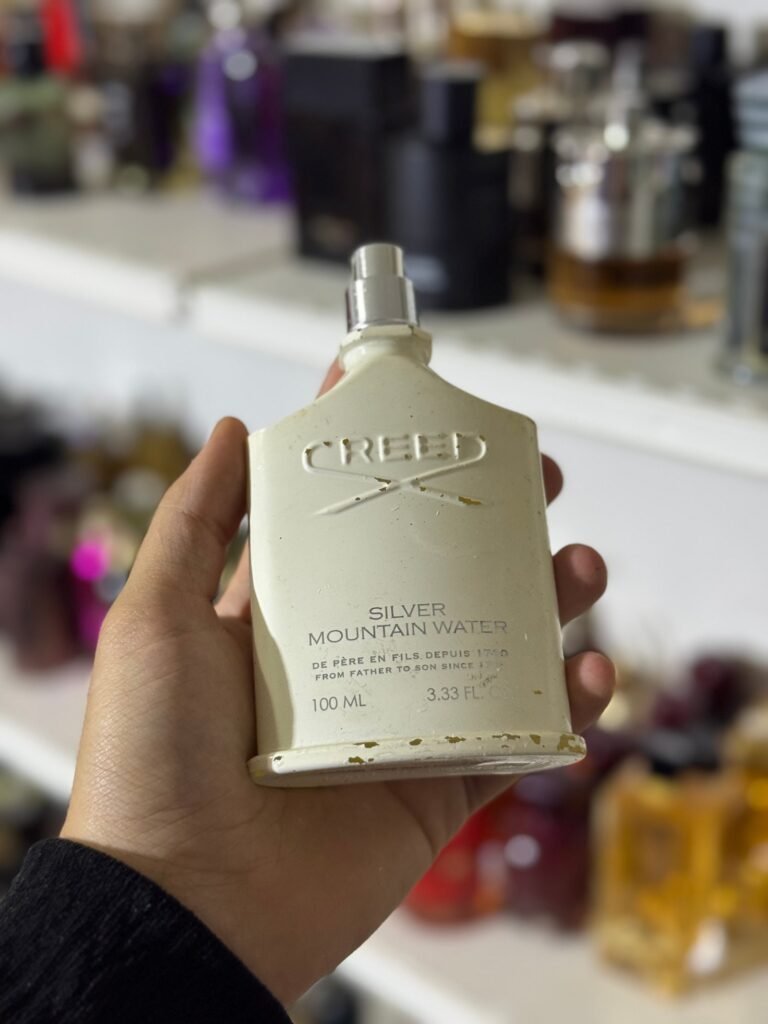 CREED
SILVER
MOUNTAIN WATER
DE PÈRE EN FILS DEPUIS
FROM FATHER TO SON SINCE
100 ML 3.33 FL.